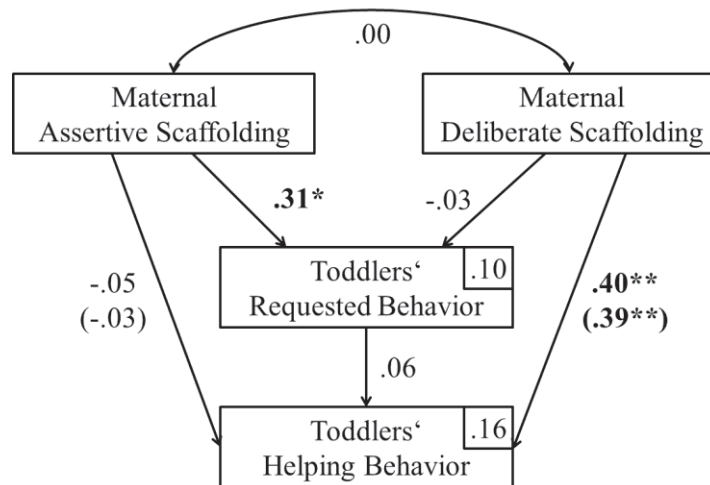 .00
Maternal
Assertive Scaffolding
Maternal
Deliberate Scaffolding
.31*
-.03
Toddlers‘
Requested Behavior
.10
-.05
(-.03)
.40**
(.39**)
.06
Toddlers‘
Helping Behavior
.16